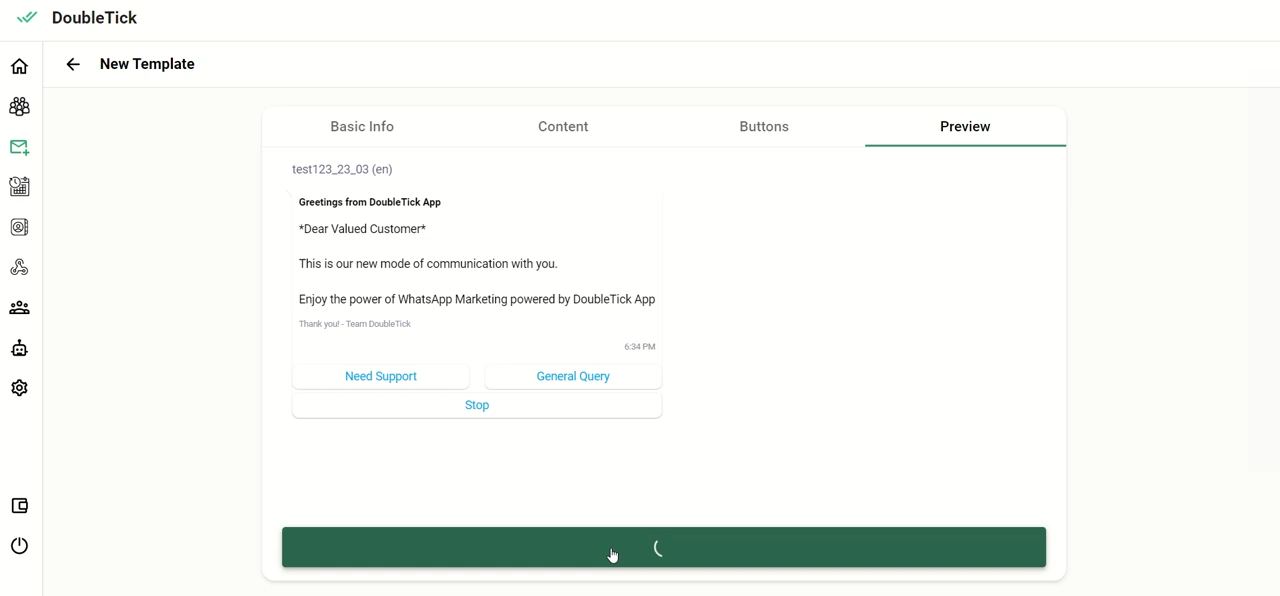 DoubleTick
New Template
Basic Info
Content
Buttons
Preview
test123_23_03 (en)
Greetings from DoubleTick App
*Dear Valued Customer*
This is our new mode of communication with you.
Enjoy the power of WhatsApp Marketing powered by DoubleTick App
Thank you! - Team DoubleTick
6:34 PM
Need Support
General Query
Stop